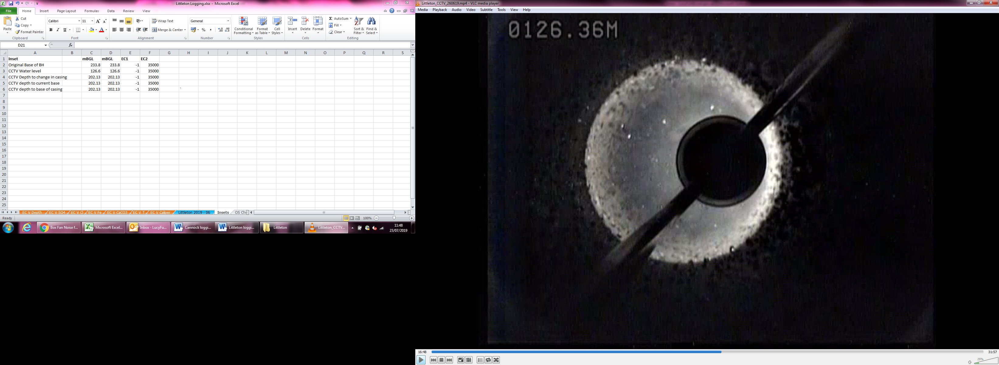 Littleton Logging.xlsx - Microsoft Excel
File Home Insert Page Layout Formulas Data Review View
Paste
Cut
Copy
Format Painter
Clipboard
Calibri 11
B I U
Font
Wrap Text
Merge & Center
Alignment
General
Number
Conditional Formatting
Format as Table
Cell Styles
Styles
Insert Delete Format
Cells
AutoSum
Fill
Clear
Sort & Filter
Find & Select
Editing
D21 fx
A B C D E F G H I J K L M N O P Q R S
1 Inset mBGL mBGL EC1 EC2
2 Original Base of BH 233.8 233.8 -1 35000
3 CCTV Water level 126.6 126.6 -1 35000
4 CCTV Depth to change in casing 202.13 202.13 -1 35000
5 CCTV depth to current base 202.13 202.13 -1 35000
6 CCTV depth to base of casing 202.13 202.13 -1 35000 `
7
8
9
10
11
12
13
14
15
16
17
18
19
20
21
22
23
24
25
EC V Depth EC V SO4 EC V Cl EC V Fe EC V CaCO3 EC V T EC V Caliper Littleton 2019 - 06 Insets OS Ch
Ready 100%
Box Fan Noise f... Microsoft Excel... Inbox - LucyFu... Cannock loggi... Littleton loggi... Littleton Littleton_CCTV...
11:48
23/07/2019
Littleton_CCTV_260619.mp4 - VLC media player
Media Playback Audio Video Subtitle Tools View Help
0126.36M
16:48 31:57
25%